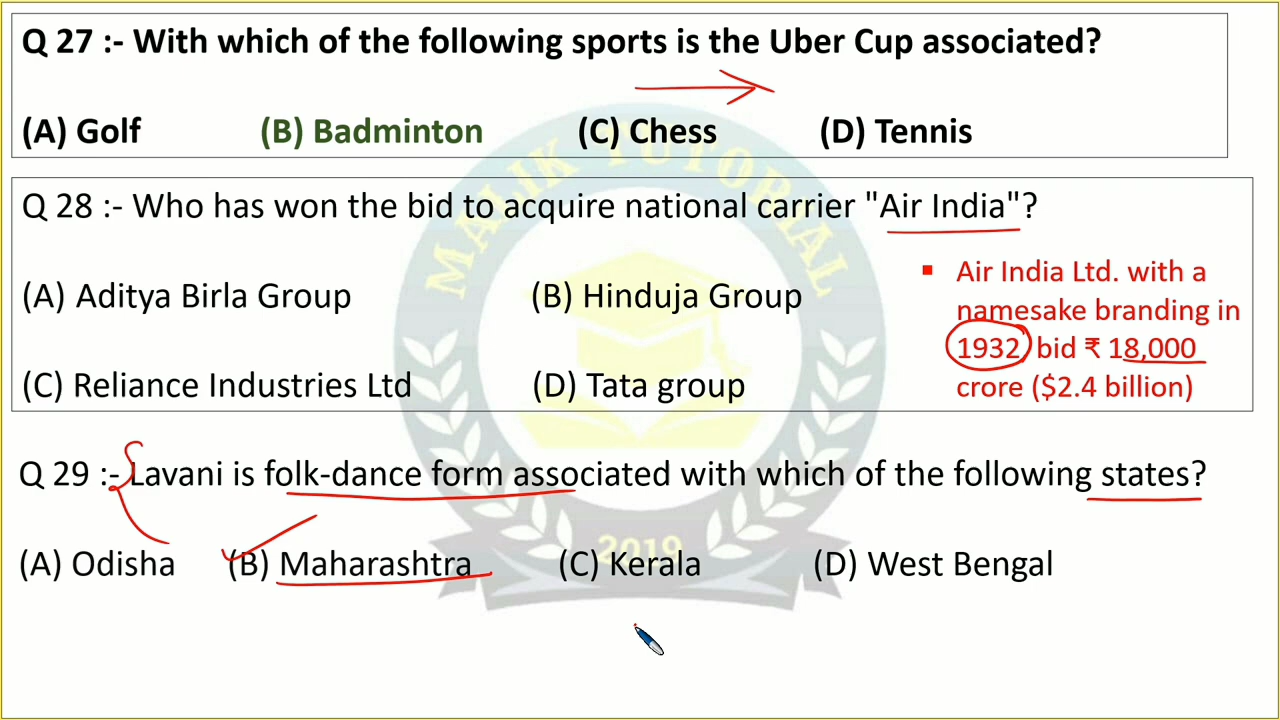 Q 27 :- With which of the following sports is the Uber Cup associated?
(A) Golf (B) Badminton (C) Chess (D) Tennis
Q 28 :- Who has won the bid to acquire national carrier "Air India"?
(A) Aditya Birla Group (B) Hinduja Group
(C) Reliance Industries Ltd (D) Tata group
▪ Air India Ltd. with a
namesake branding in
1932, bid ₹ 18,000
crore ($2.4 billion)
Q 29 :- Lavani is folk-dance form associated with which of the following states?
(A) Odisha (B) Maharashtra (C) Kerala (D) West Bengal
MALIK TUTORIAL
2019